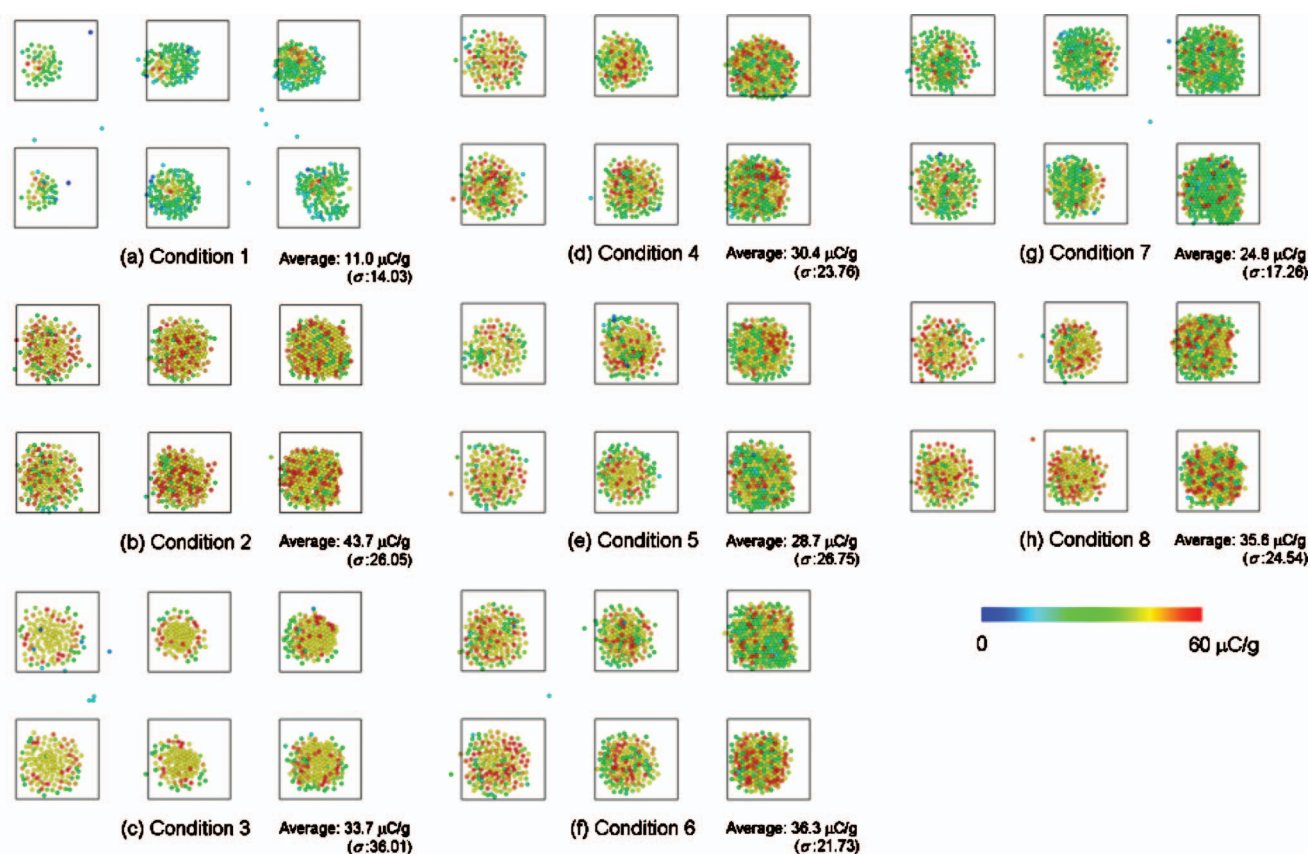 (a) Condition 1
Average: 11.0 μC/g
(σ:14.03)
(d) Condition 4
Average: 30.4 μC/g
(σ:23.76)
(g) Condition 7
Average: 24.8 μC/g
(σ:17.26)
(b) Condition 2
Average: 43.7 μC/g
(σ:26.05)
(e) Condition 5
Average: 28.7 μC/g
(σ:26.75)
(h) Condition 8
Average: 35.6 μC/g
(σ:24.54)
0
60 μC/g
(c) Condition 3
Average: 33.7 μC/g
(σ:36.01)
(f) Condition 6
Average: 36.3 μC/g
(σ:21.73)